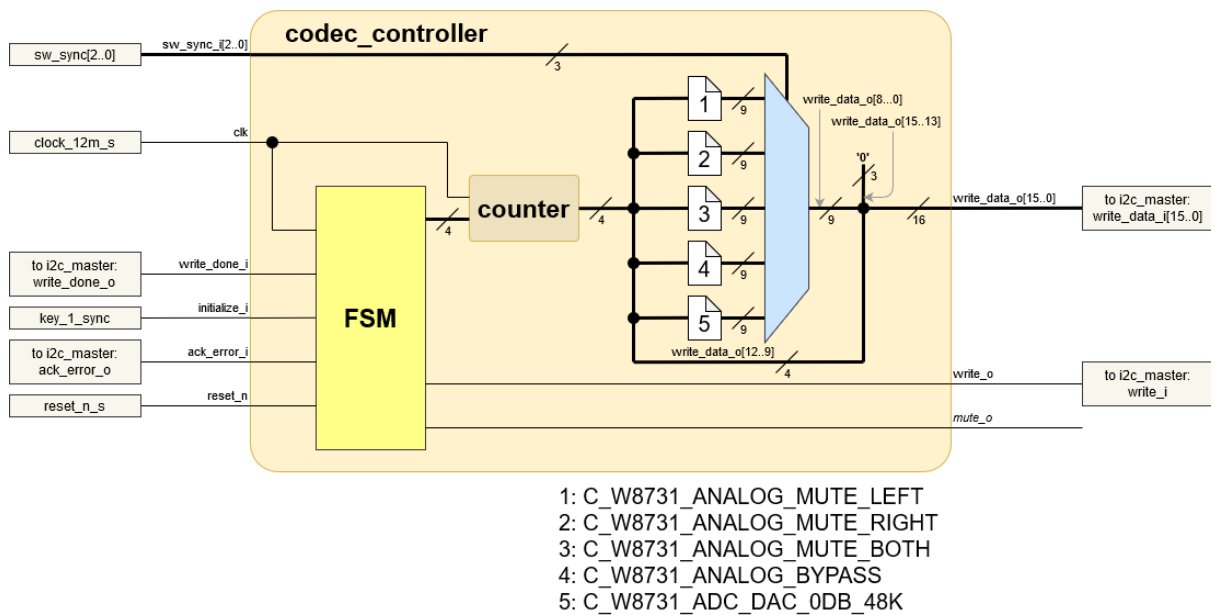 codec_controller
sw_sync[2..0]
sw_sync_i[2..0]
3
clock_12m_s
clk
1
9
2
9
3
9
4
9
5
9
write_data_o[8...0]
write_data_o[15..13]
'0'
3
counter
4
4
9
16
write_data_o[15..0]
to i2c_master:
write_data_i[15..0]
to i2c_master:
write_done_o
write_done_i
key_1_sync
initialize_i
FSM
to i2c_master:
ack_error_o
ack_error_i
reset_n_s
reset_n
write_data_o[12..9]
4
write_o
to i2c_master:
write_i
mute_o
1: C_W8731_ANALOG_MUTE_LEFT
2: C_W8731_ANALOG_MUTE_RIGHT
3: C_W8731_ANALOG_MUTE_BOTH
4: C_W8731_ANALOG_BYPASS
5: C_W8731_ADC_DAC_0DB_48K